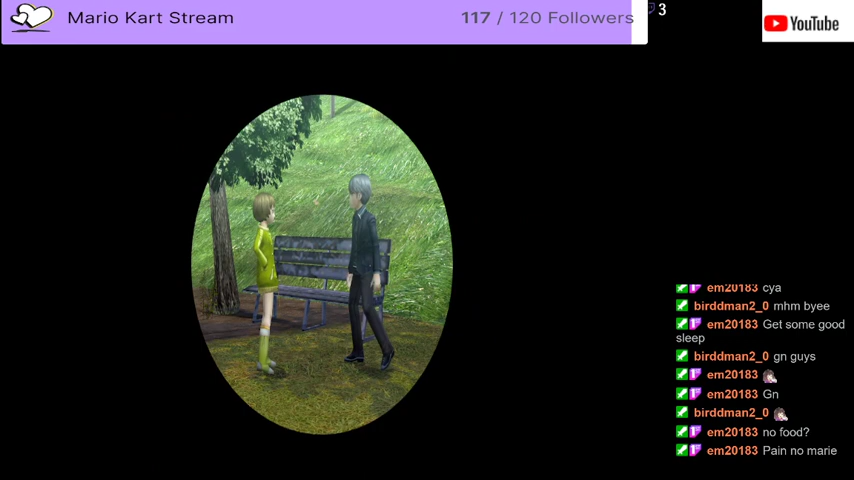 Mario Kart Stream
117 / 120 Followers
3
YouTube
em20183 cya
birddman2_0 mhm byee
em20183 Get some good
sleep
birddman2_0 gn guys
em20183
em20183 Gn
birddman2_0
em20183 no food?
em20183 Pain no marie